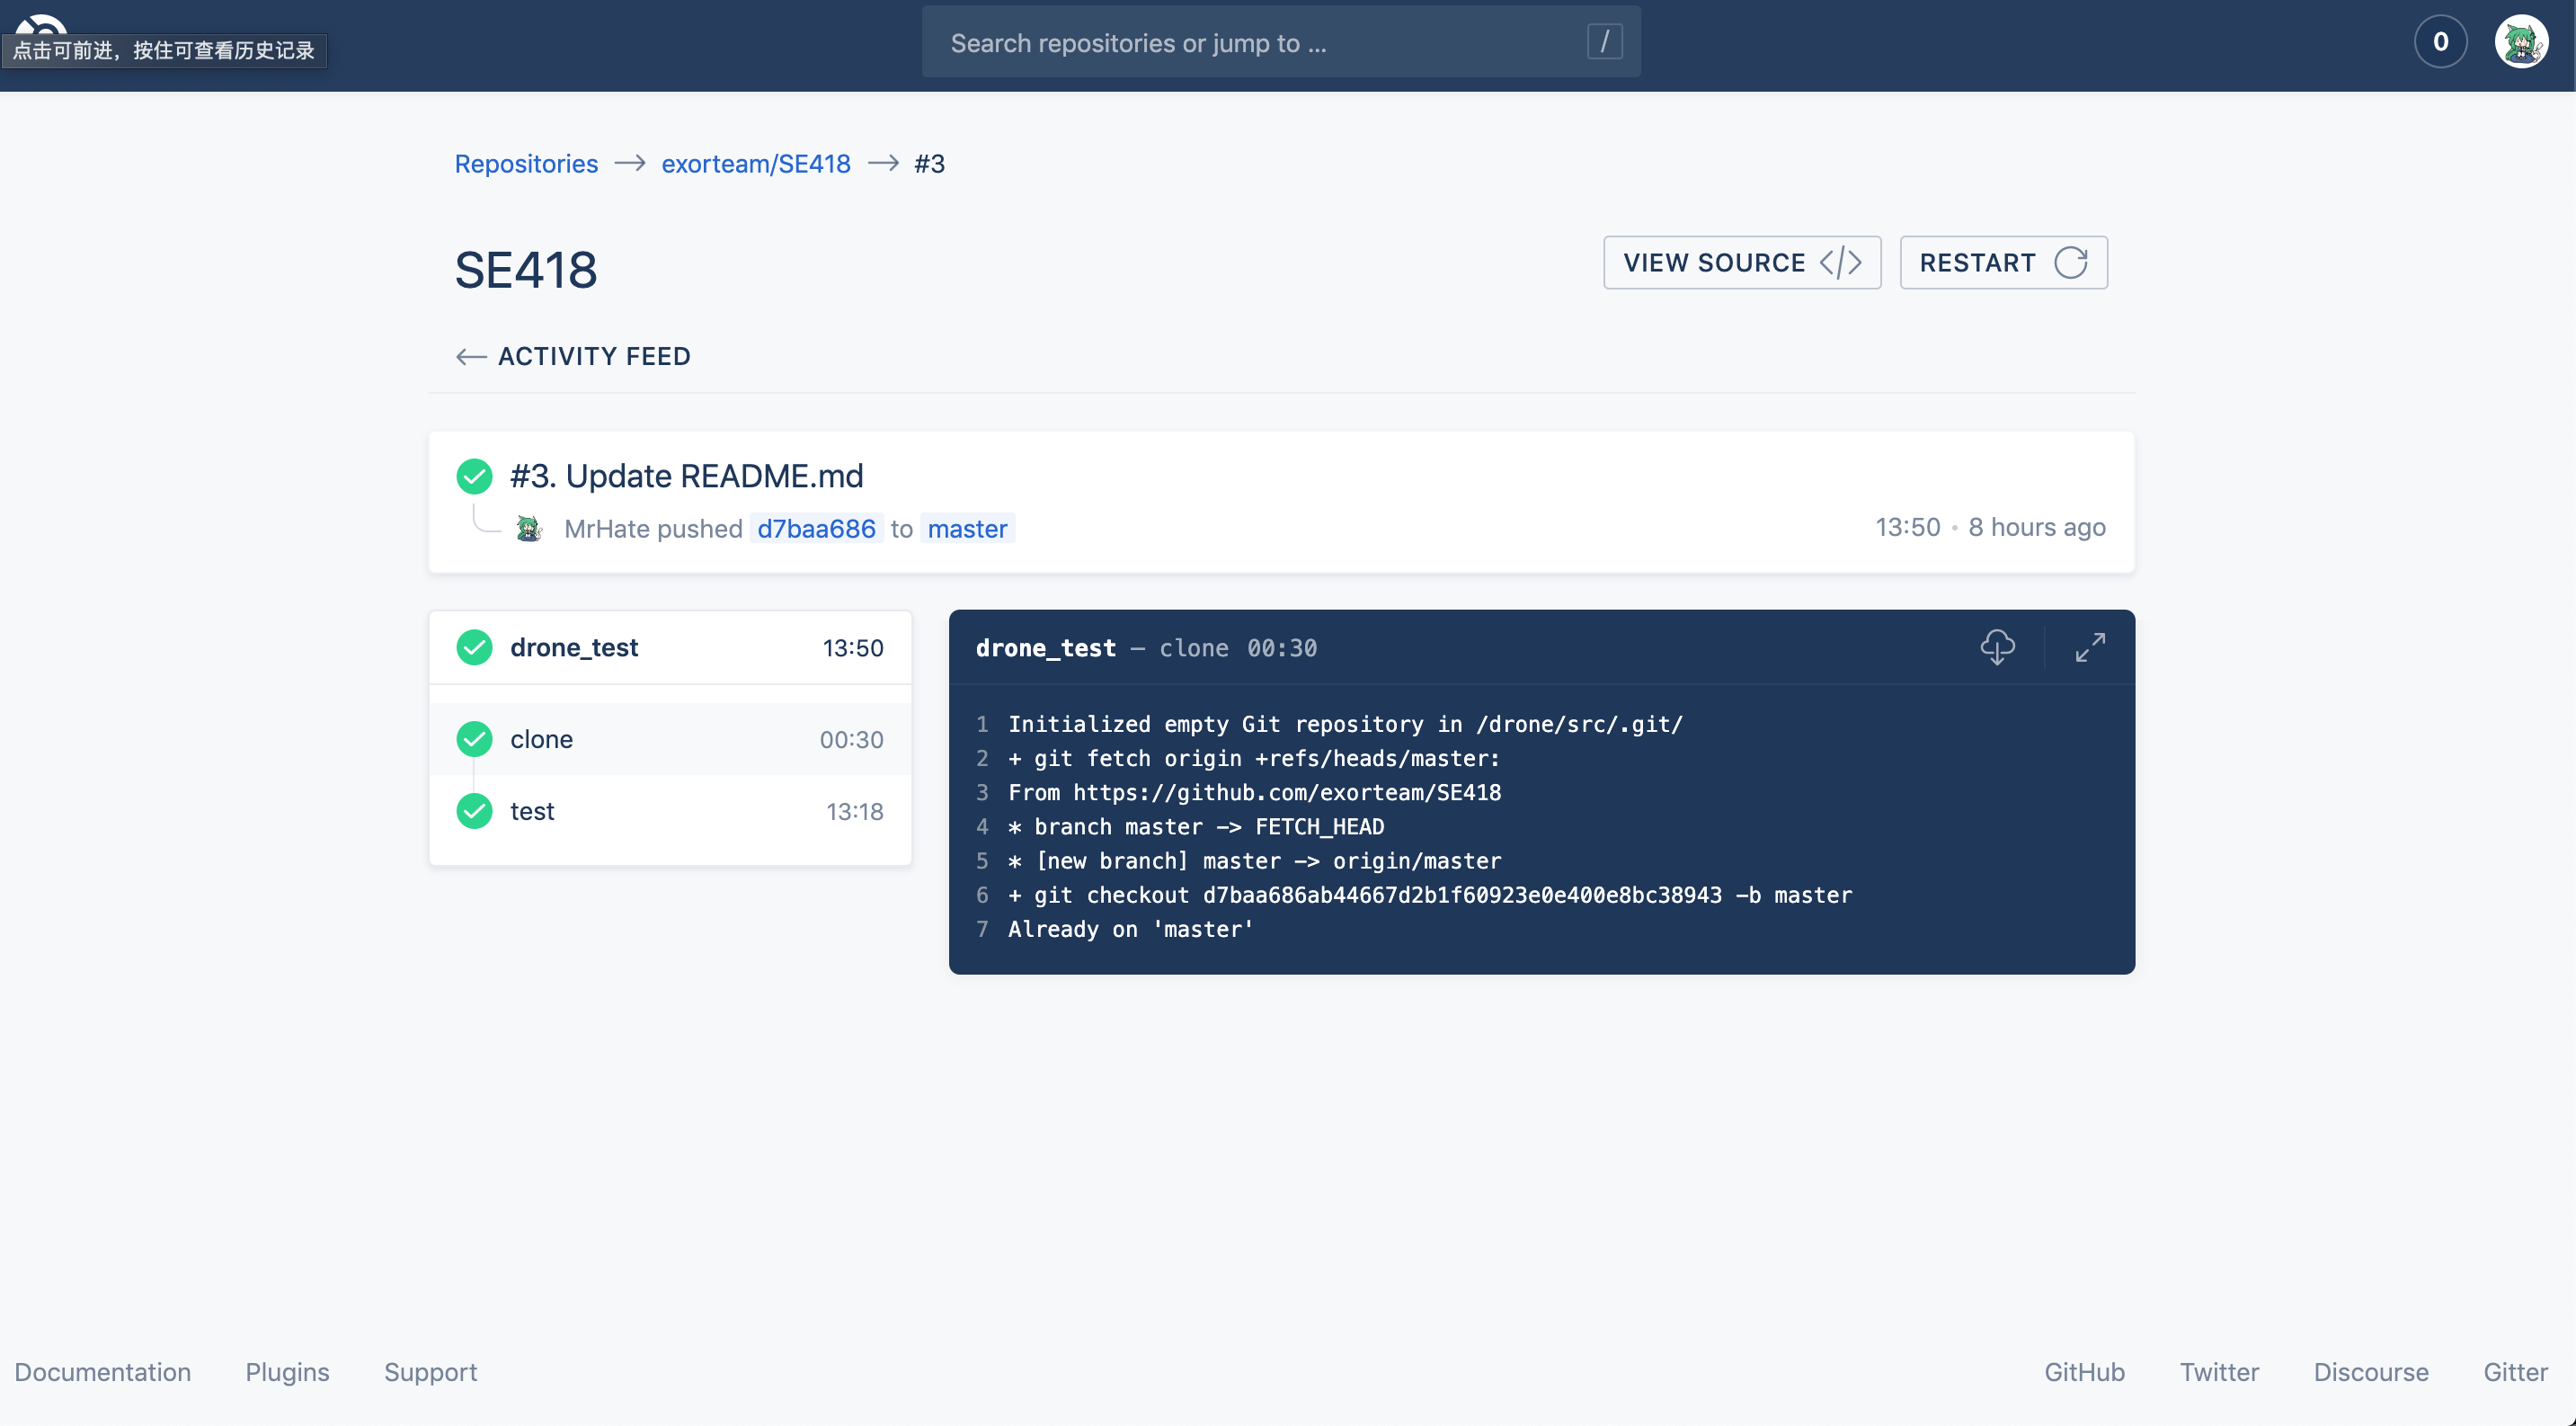 点击可前进，按住可查看历史记录
Search repositories or jump to ...
/
0
Repositories → exorteam/SE418 → #3
SE418
VIEW SOURCE </>
RESTART
← ACTIVITY FEED
#3. Update README.md
MrHate pushed d7baa686 to master
13:50 • 8 hours ago
drone_test 13:50
clone 00:30
test 13:18
drone_test — clone 00:30
1 Initialized empty Git repository in /drone/src/.git/
2 + git fetch origin +refs/heads/master:
3 From https://github.com/exorteam/SE418
4 * branch master -> FETCH_HEAD
5 * [new branch] master -> origin/master
6 + git checkout d7baa686ab44667d2b1f60923e0e400e8bc38943 -b master
7 Already on 'master'
Documentation Plugins Support GitHub Twitter Discourse Gitter